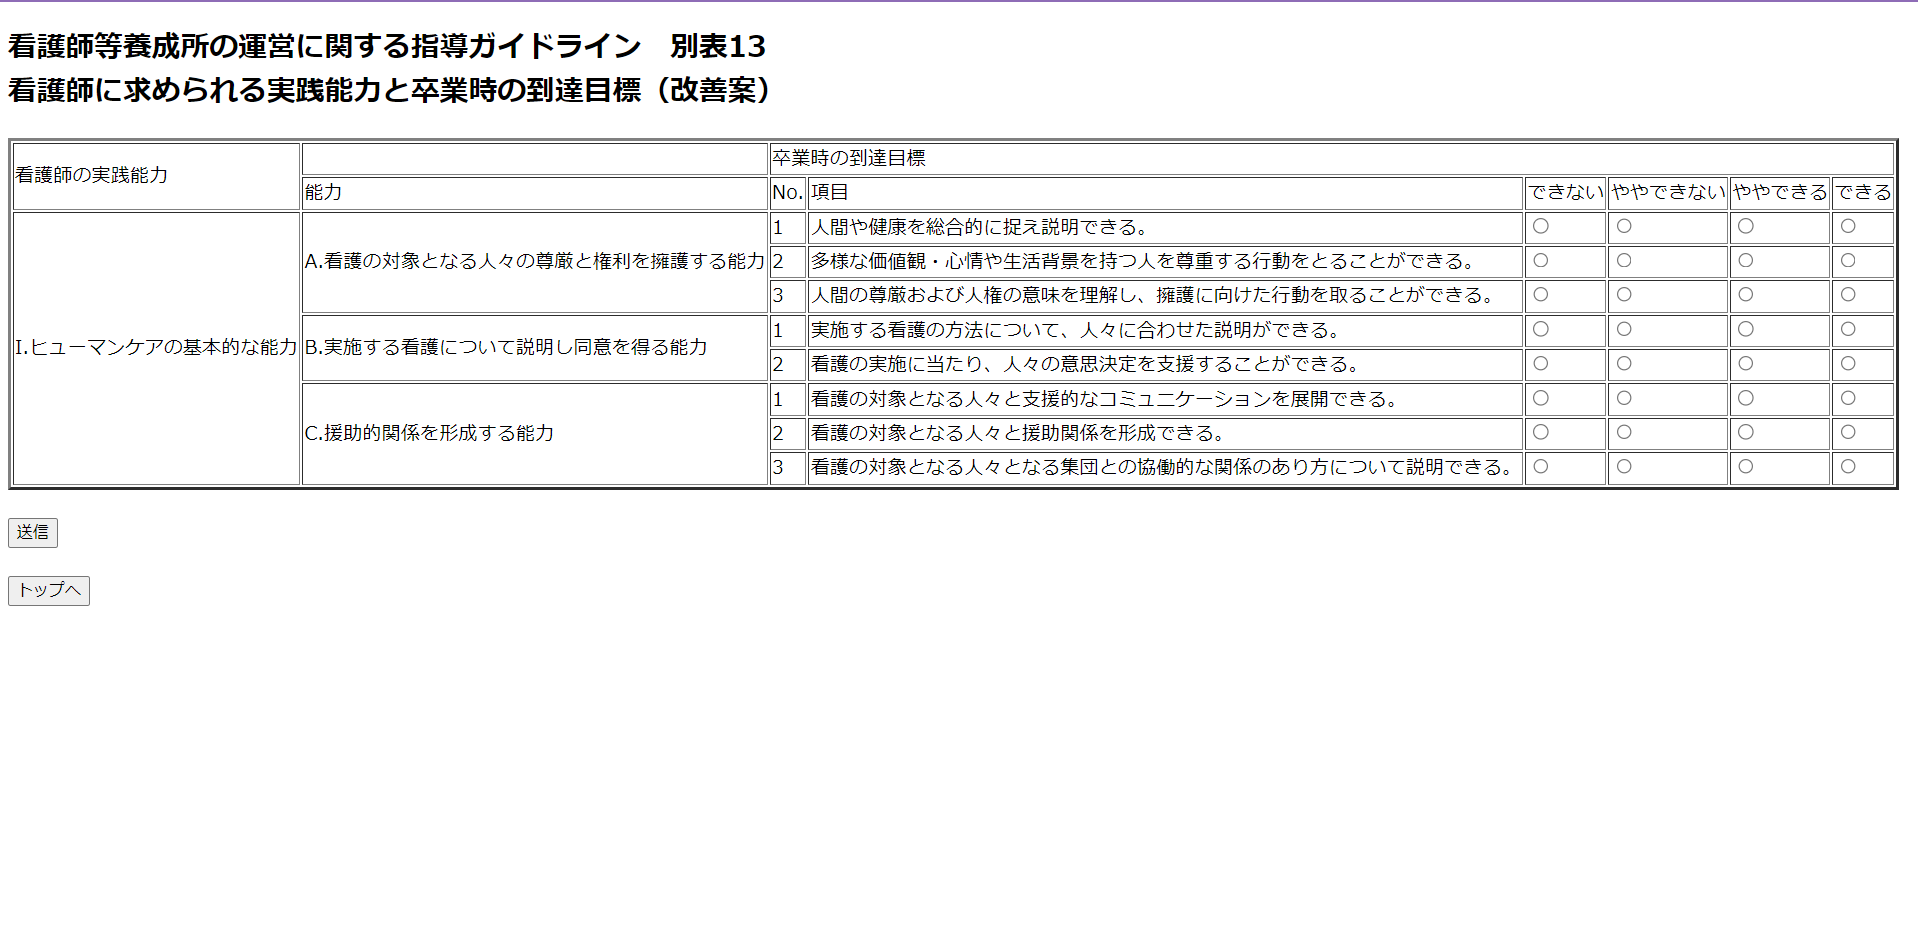 看護師等養成所の運営に関する指導ガイドライン　別表13
看護師に求められる実践能力と卒業時の到達目標（改善案）
看護師の実践能力
卒業時の到達目標
能力 No. 項目 できない ややできない ややできる できる
I.ヒューマンケアの基本的な能力
A.看護の対象となる人々の尊厳と権利を擁護する能力
1 人間や健康を総合的に捉え説明できる。
2 多様な価値観・心情や生活背景を持つ人を尊重する行動をとることができる。
3 人間の尊厳および人権の意味を理解し、擁護に向けた行動を取ることができる。
B.実施する看護について説明し同意を得る能力
1 実施する看護の方法について、人々に合わせた説明ができる。
2 看護の実施に当たり、人々の意思決定を支援することができる。
C.援助的関係を形成する能力
1 看護の対象となる人々と支援的なコミュニケーションを展開できる。
2 看護の対象となる人々と援助関係を形成できる。
3 看護の対象となる人々となる集団との協働的な関係のあり方について説明できる。
送信
トップへ